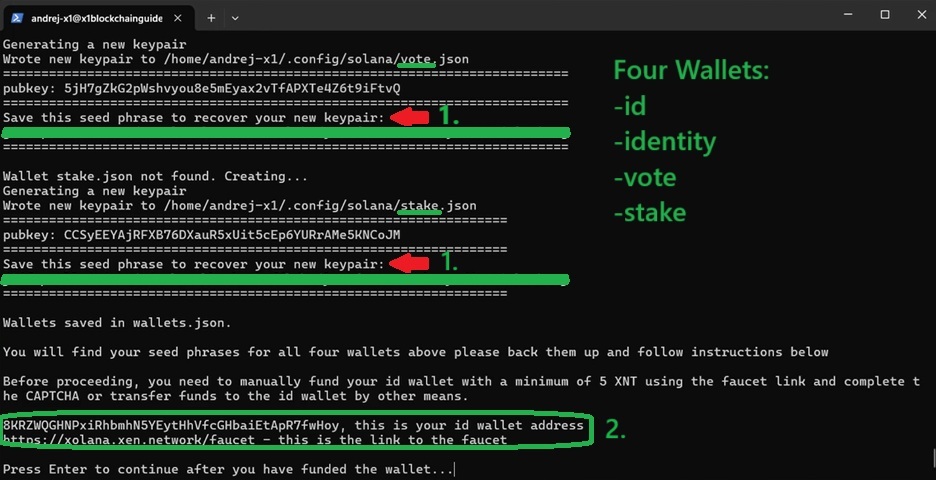 andrej-x1@x1blockchainguide
Generating a new keypair
Wrote new keypair to /home/andrej-x1/.config/solana/vote.json
=====================================================================
pubkey: 5jH7gZkG2pWshvyou8e5mEyax2vTfAPXTe4Z6t9iFtvQ
=====================================================================
Save this seed phrase to recover your new keypair:
1.
=====================================================================
Wallet stake.json not found. Creating...
Generating a new keypair
Wrote new keypair to /home/andrej-x1/.config/solana/stake.json
=============================================================
pubkey: CCSyEEYAjRFXB76DXauR5xUit5cEp6YURrAMe5KNCoJM
=============================================================
Save this seed phrase to recover your new keypair:
1.
=============================================================
Wallets saved in wallets.json.
You will find your seed phrases for all four wallets above please back them up and follow instructions below
Before proceeding, you need to manually fund your id wallet with a minimum of 5 XNT using the faucet link and complete t
he CAPTCHA or transfer funds to the id wallet by other means.
8KRZWQGHNPxiRhbmhN5YEytHhVfcGHbaiEtApR7fwHoy, this is your id wallet address
https://xolana.xen.network/faucet - this is the link to the faucet
2.
Press Enter to continue after you have funded the wallet...
Four Wallets:
-id
-identity
-vote
-stake